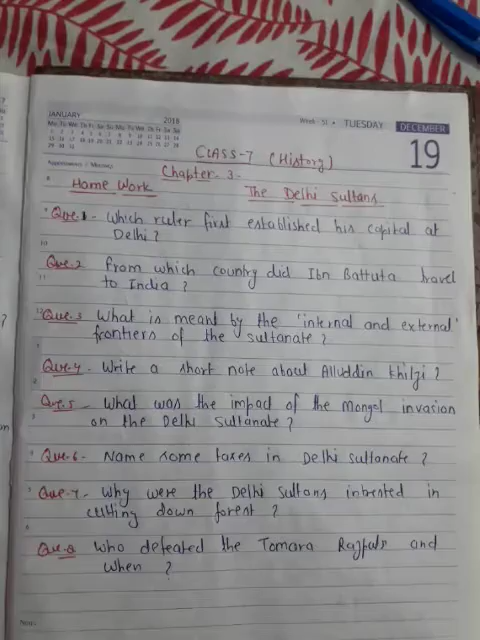 JANUARY 2018
Week - 51 • TUESDAY DECEMBER
19
Appointments / Memos
CLASS-7 (History)
Chapter-3-
Home Work The Delhi Sultans
Que.1- Which ruler first established his capital at
Delhi?
Que.2 from which country did Ibn Battuta travel
to India?
Que.3 What is meant by the 'internal and external'
frontiers of the sultanate?
Que.4- Write a short note about Alluddin Khilzi?
Que.5- What was the impact of the Mongol invasion
on the Delhi sultanate?
Que.6- Name some taxes in Delhi sultanate?
Que.7- Why were the Delhi Sultans intrested in
cutting down forest?
Que.8 who defeated the Tomara Rajputs and
when?